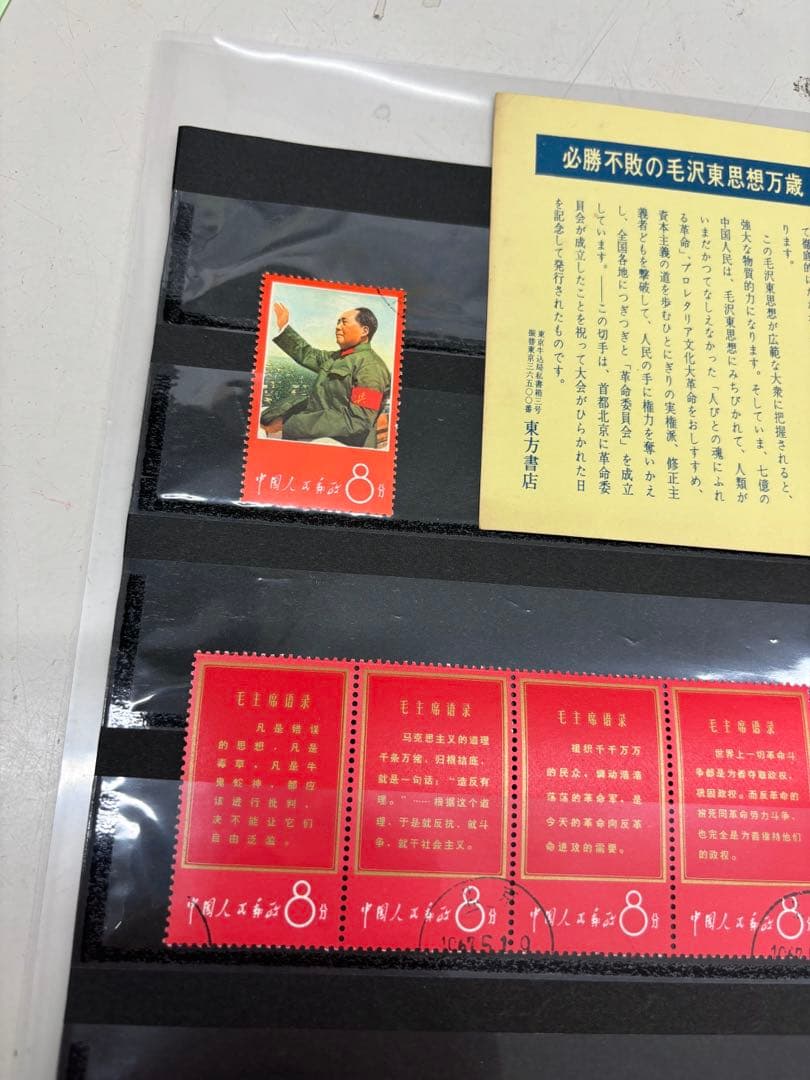 必勝不敗の毛沢東思想万歳
ります。
この毛沢東思想が広範な大衆に把握されると、
強大な物質的力になります。そしていま、七億の
中国人民は、毛沢東思想にみちびかれて、人類が
いまだかつてなしえなかった「人びとの魂にふれ
る革命」、プロレタリア文化大革命をおしすすめ、
資本主義の道を歩むひとにぎりの実権派、修正主
義者どもを撃破して、人民の手に権力を奪いかえ
し、全国各地につぎつぎと「革命委員会」を成立
しています。——この切手は、首都北京に革命委
員会が成立したことを祝って大会がひらかれた日
を記念して発行されたものです。
東京牛込局私書箱三号
振替東京三六五〇〇番
東方書店
中国人民邮政 8分
毛主席语录
凡是错误
的思想，凡是
毒草，凡是牛
鬼蛇神，都应
该进行批判，
决不能让它们
自由泛滥。
中国人民邮政 8分
毛主席语录
马克思主义的道理
千条万绪，归根结底，
就是一句话：“造反有
理。”……根据这个道
理，于是就反抗，就斗
争，就干社会主义。
中国人民邮政 8分
毛主席语录
组织千千万万
的民众，调动浩浩
荡荡的革命军，是
今天的革命向反革
命进攻的需要。
中国人民邮政 8分
1967.5.1.9
毛主席语录
世界上一切革命斗
争都是为着夺取政权，
巩固政权。而反革命的
拚死同革命势力斗争，
也完全是为着维持他们
的政权。
中国人民邮政 8分